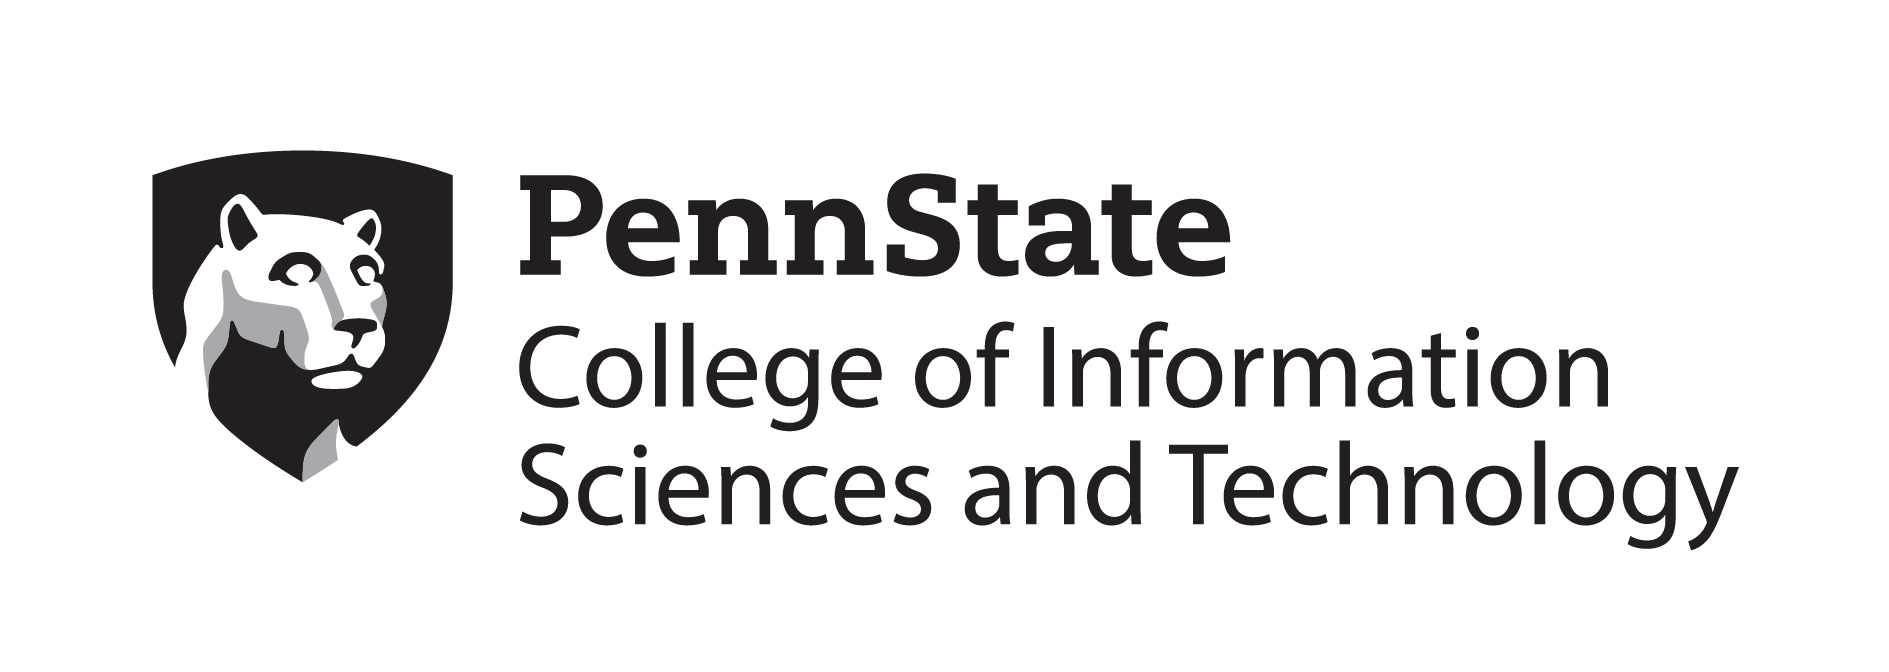 PennState
College of Information
Sciences and Technology